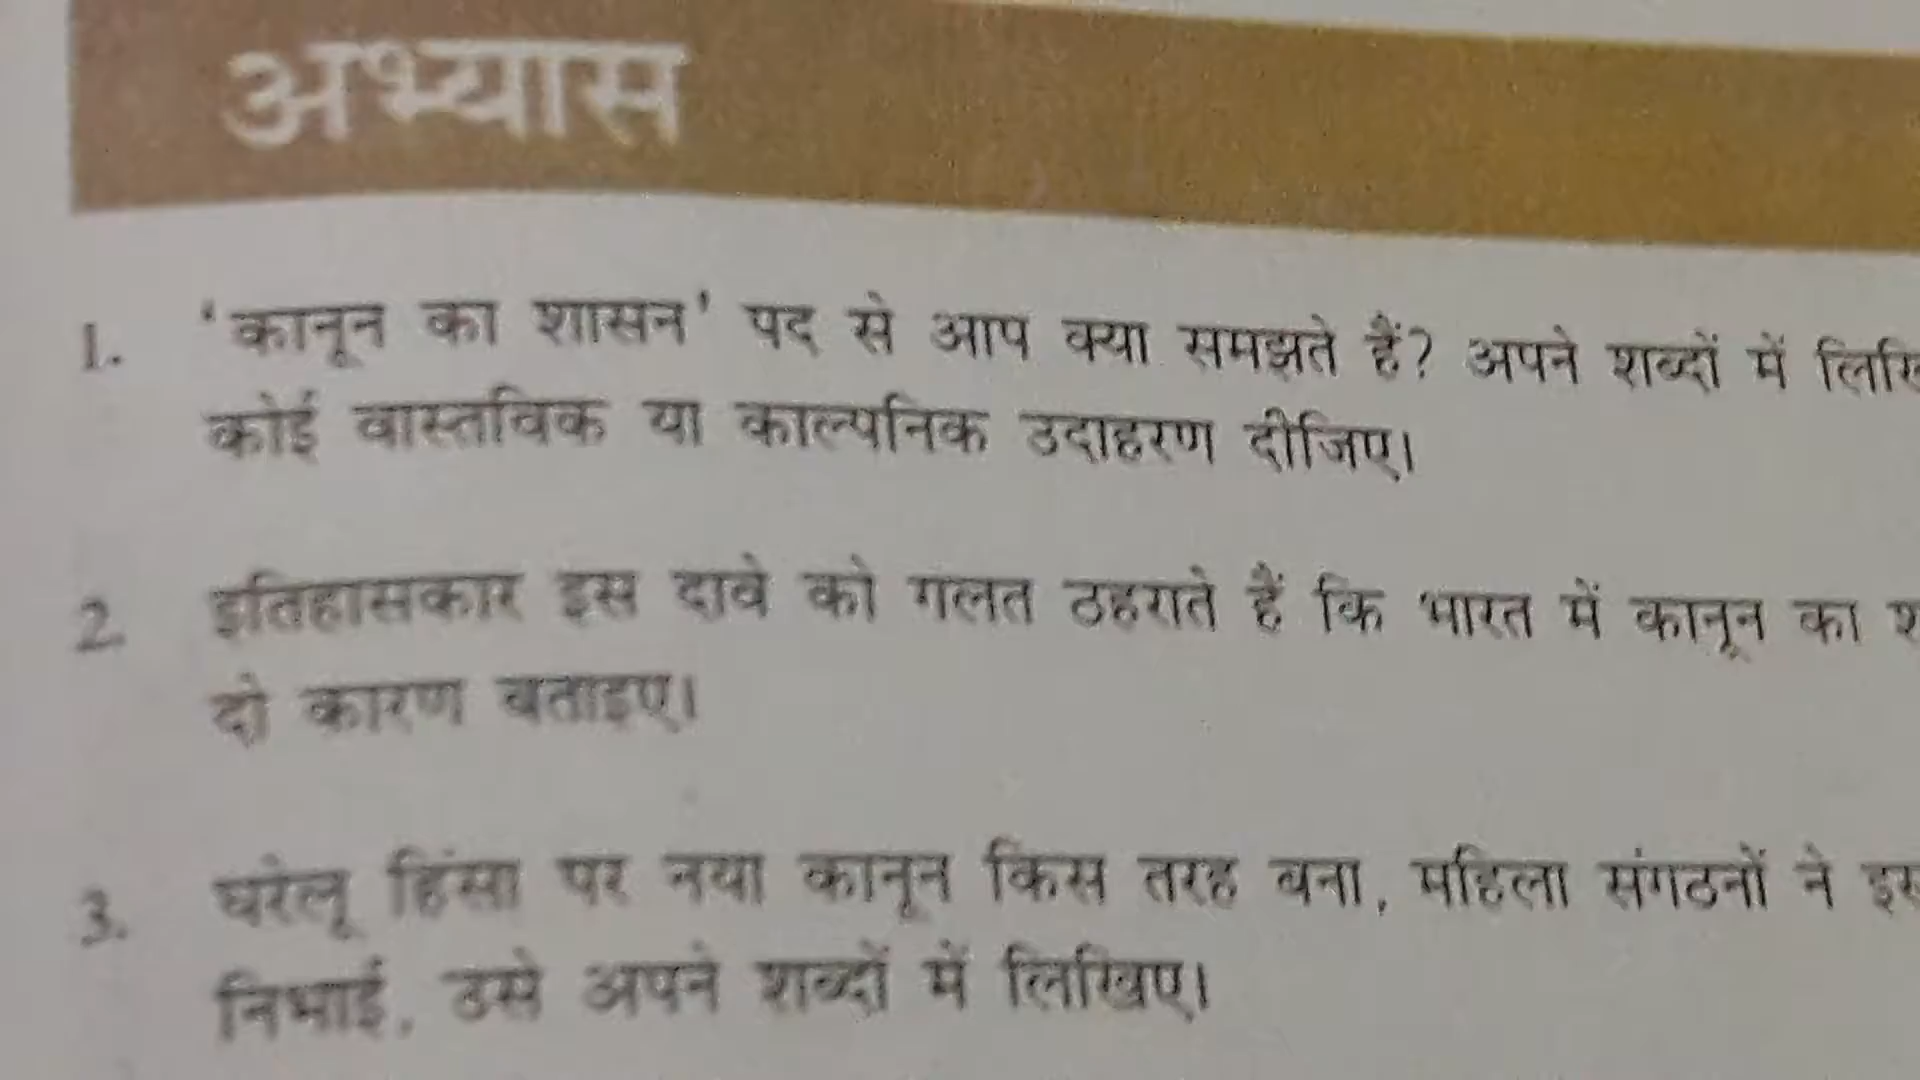 अभ्यास
1. 'कानून का शासन' पद से आप क्या समझते हैं? अपने शब्दों में
कोई वास्तविक या काल्पनिक उदाहरण दीजिए।
2. इतिहासकार इस दावे को गलत ठहराते हैं कि भारत में कानून का
दो कारण बताइए।
3. घरेलू हिंसा पर नया कानून किस तरह बना, महिला संगठनों ने
निभाई, उसे अपने शब्दों में लिखिए।